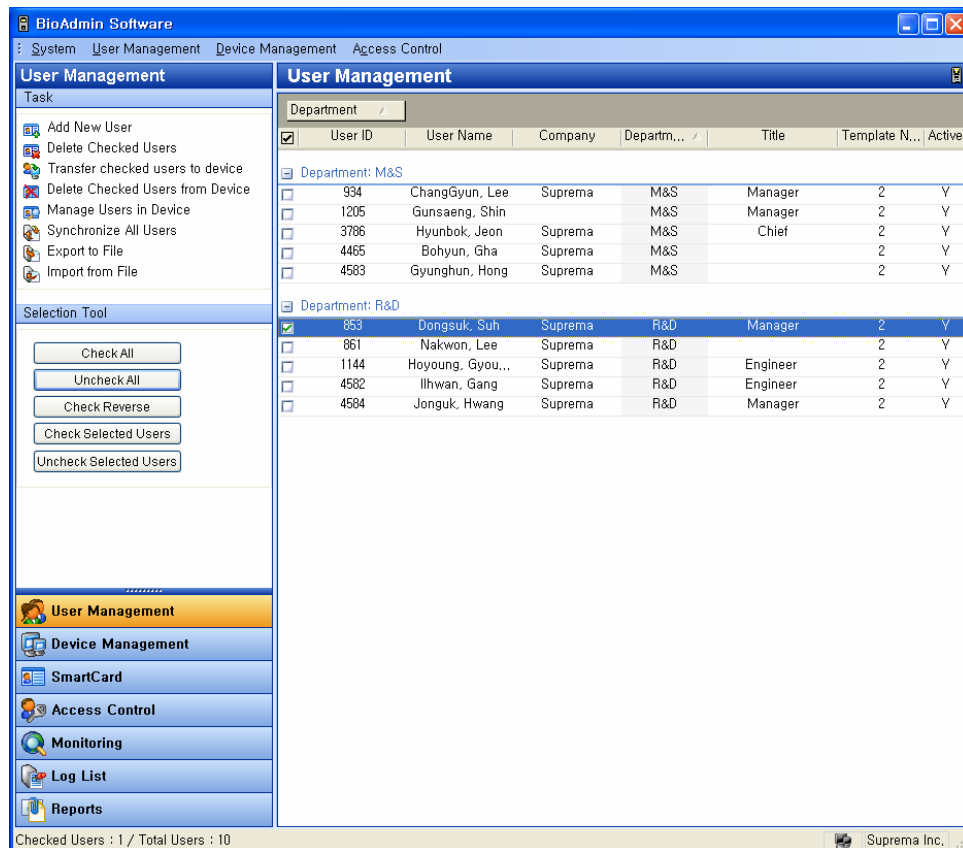 BioAdmin Software
System User Management Device Management Access Control
User Management
Task
Add New User
Delete Checked Users
Transfer checked users to device
Delete Checked Users from Device
Manage Users in Device
Synchronize All Users
Export to File
Import from File
Selection Tool
Check All
Uncheck All
Check Reverse
Check Selected Users
Uncheck Selected Users
User Management
Device Management
SmartCard
Access Control
Monitoring
Log List
Reports
User Management
Department
User ID User Name Company Departm... Title Template N... Active
Department: M&S
934 ChangGyun, Lee Suprema M&S Manager 2 Y
1205 Gunsaeng, Shin M&S Manager 2 Y
3786 Hyunbok, Jeon Suprema M&S Chief 2 Y
4465 Bohyun, Gha Suprema M&S 2 Y
4583 Gyunghun, Hong Suprema M&S 2 Y
Department: R&D
853 Dongsuk, Suh Suprema R&D Manager 2 Y
861 Nakwon, Lee Suprema R&D 2 Y
1144 Hoyoung, Gyou... Suprema R&D Engineer 2 Y
4582 Ilhwan, Gang Suprema R&D Engineer 2 Y
4584 Jonguk, Hwang Suprema R&D Manager 2 Y
Checked Users : 1 / Total Users : 10 Suprema Inc.